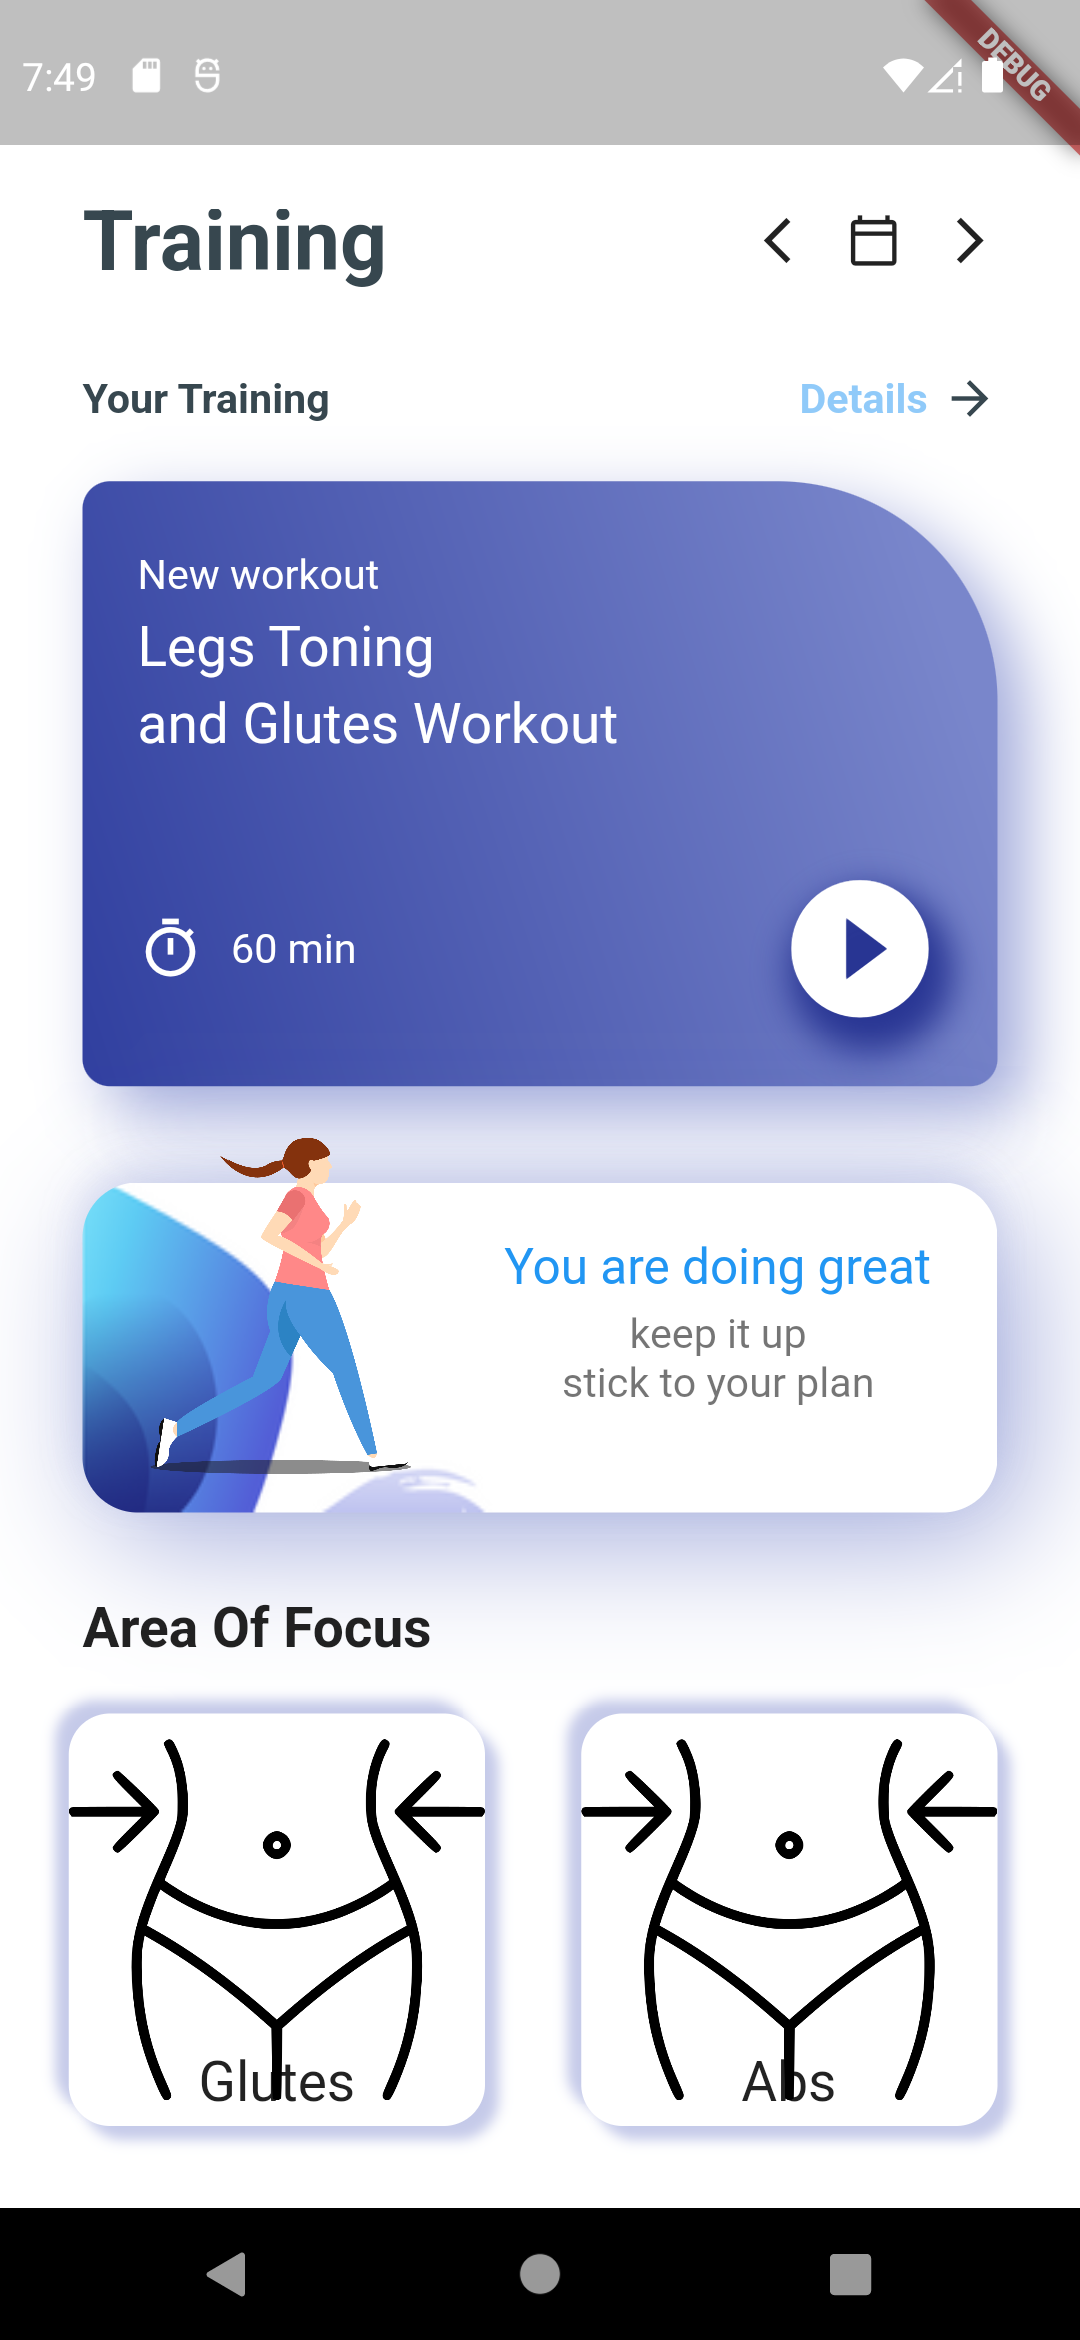 7:49
DEBUG
Training
Your Training
Details
New workout
Legs Toning
and Glutes Workout
60 min
You are doing great
keep it up
stick to your plan
Area Of Focus
Glutes
Abs